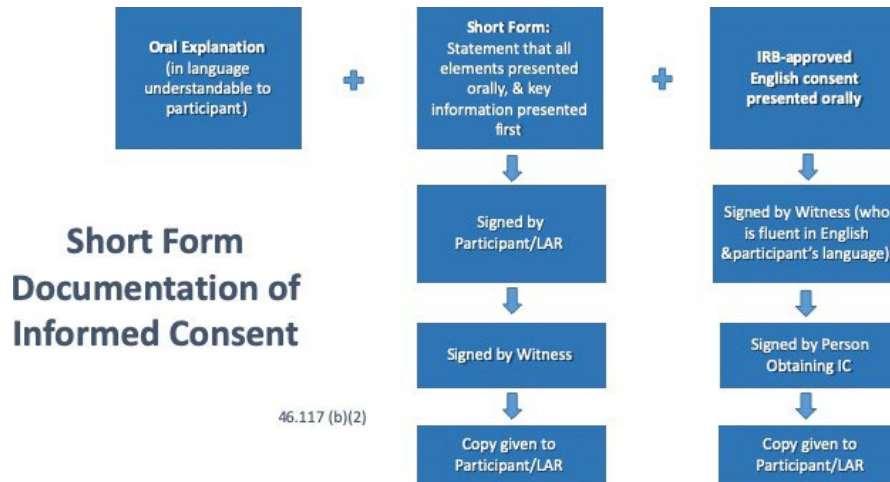 Oral Explanation
(in language
understandable to
participant)
Short Form:
Statement that all
elements presented
orally, & key
information presented
first
IRB-approved
English consent
presented orally
Signed by
Participant/LAR
Signed by Witness (who
is fluent in English
&participant's language)
Short Form
Documentation of
Informed Consent
Signed by Witness
Signed by Person
Obtaining IC
46.117 (b)(2)
Copy given to
Participant/LAR
Copy given to
Participant/LAR